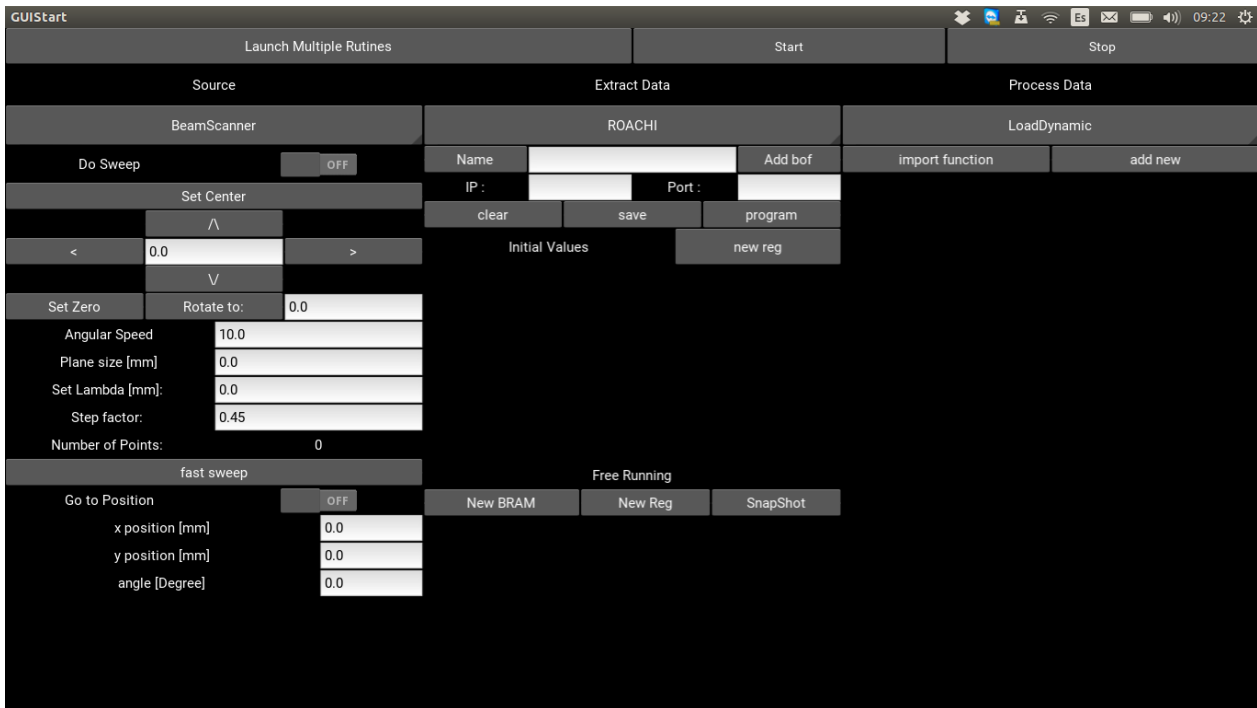 GUIStart Es 09:22
Launch Multiple Rutines Start Stop
Source Extract Data Process Data
BeamScanner ROACHI LoadDynamic
Do Sweep OFF Name Add bof import function add new
IP : Port :
Set Center
clear save program
/\
Initial Values new reg
< 0.0 >
\/
Set Zero Rotate to: 0.0
Angular Speed 10.0
Plane size [mm] 0.0
Set Lambda [mm]: 0.0
Step factor: 0.45
Number of Points: 0
fast sweep Free Running
Go to Position OFF New BRAM New Reg SnapShot
x position [mm] 0.0
y position [mm] 0.0
angle [Degree] 0.0